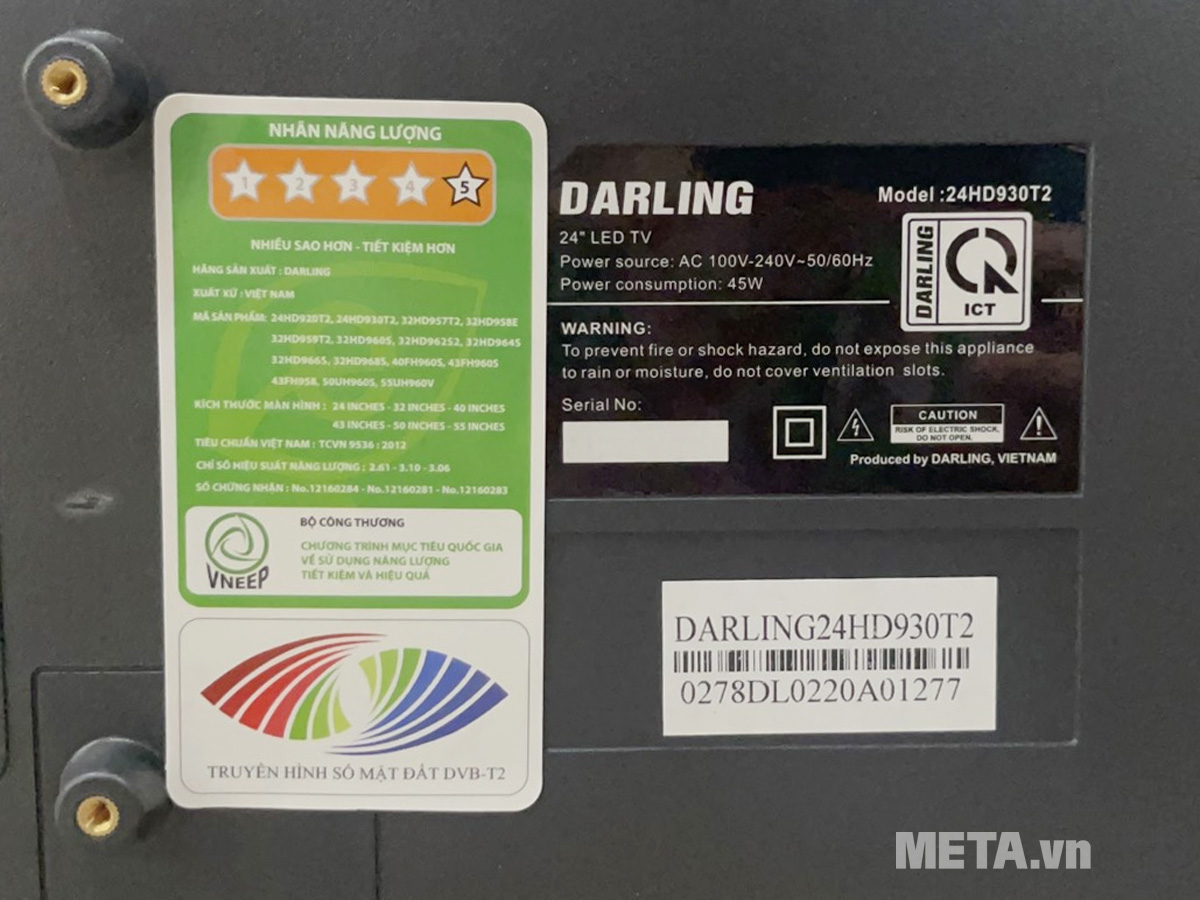 NHÃN NĂNG LƯỢNG
1 2 3 4 5
NHIỀU SAO HƠN - TIẾT KIỆM HƠN
HÃNG SẢN XUẤT : DARLING
XUẤT XỨ : VIỆT NAM
MÃ SẢN PHẨM: 24HD920T2, 24HD930T2, 32HD957T2, 32HD958E
32HD959T2, 32HD960S, 32HD962S2, 32HD964S
32HD966S, 32HD968S, 40FH960S, 43FH960S
43FH958, 50UH960S, 55UH960V
KÍCH THƯỚC MÀN HÌNH : 24 INCHES - 32 INCHES - 40 INCHES
43 INCHES - 50 INCHES - 55 INCHES
TIÊU CHUẨN VIỆT NAM : TCVN 9536 : 2012
CHỈ SỐ HIỆU SUẤT NĂNG LƯỢNG : 2.61 - 3.10 - 3.06
SỐ CHỨNG NHẬN : No.12160284 - No.12160281 - No.12160283
VNEEP
BỘ CÔNG THƯƠNG
CHƯƠNG TRÌNH MỤC TIÊU QUỐC GIA
VỀ SỬ DỤNG NĂNG LƯỢNG
TIẾT KIỆM VÀ HIỆU QUẢ
TRUYỀN HÌNH SỐ MẶT ĐẤT DVB-T2
DARLING
Model :24HD930T2
24" LED TV
Power source: AC 100V-240V~50/60Hz
Power consumption: 45W
DARLING
ICT
WARNING:
To prevent fire or shock hazard, do not expose this appliance
to rain or moisture, do not cover ventilation slots.
Serial No:
CAUTION
RISK OF ELECTRIC SHOCK,
DO NOT OPEN.
Produced by DARLING, VIETNAM
DARLING24HD930T2
0278DL0220A01277
META.vn